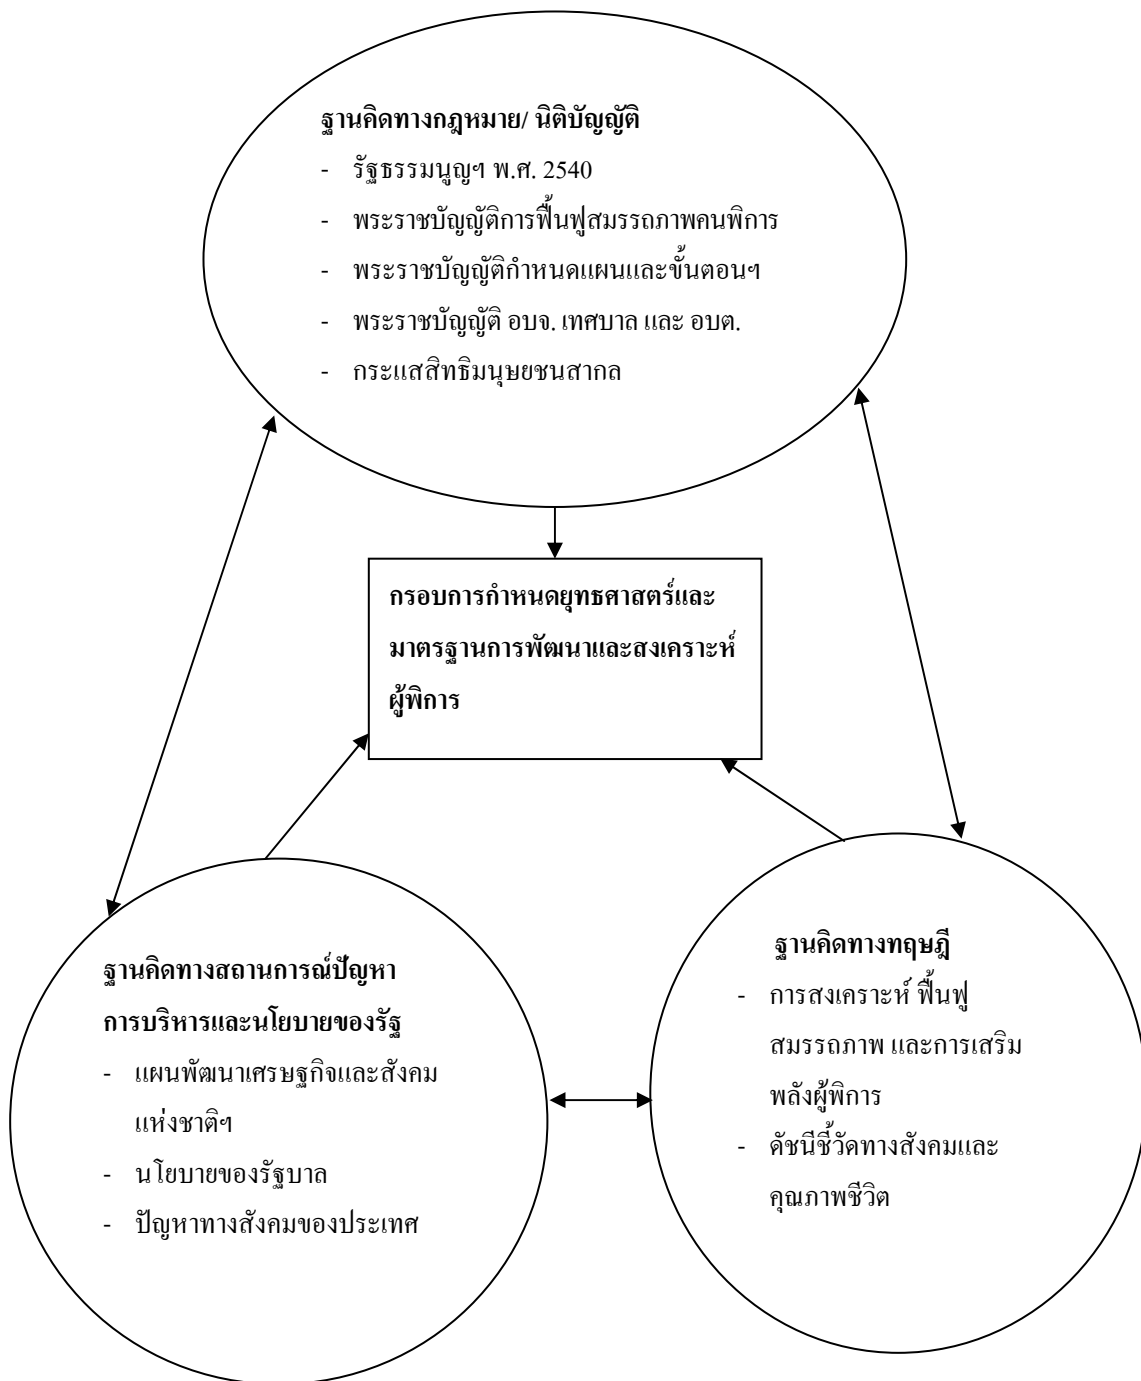 ฐานคิดทางกฎหมาย/ นิติบัญญัติ
- รัฐธรรมนูญฯ พ.ศ. 2540
- พระราชบัญญัติการฟื้นฟูสมรรถภาพคนพิการ
- พระราชบัญญัติกำหนดแผนและขั้นตอนฯ
- พระราชบัญญัติ อบจ. เทศบาล และ อบต.
- กระแสสิทธิมนุษยชนสากล
กรอบการกำหนดยุทธศาสตร์และ
มาตรฐานการพัฒนาและสงเคราะห์
ผู้พิการ
ฐานคิดทางสถานการณ์ปัญหา
การบริหารและนโยบายของรัฐ
- แผนพัฒนาเศรษฐกิจและสังคม
แห่งชาติฯ
- นโยบายของรัฐบาล
- ปัญหาทางสังคมของประเทศ
ฐานคิดทางทฤษฎี
- การสงเคราะห์ ฟื้นฟู
สมรรถภาพ และการเสริม
พลังผู้พิการ
- ดัชนีชี้วัดทางสังคมและ
คุณภาพชีวิต